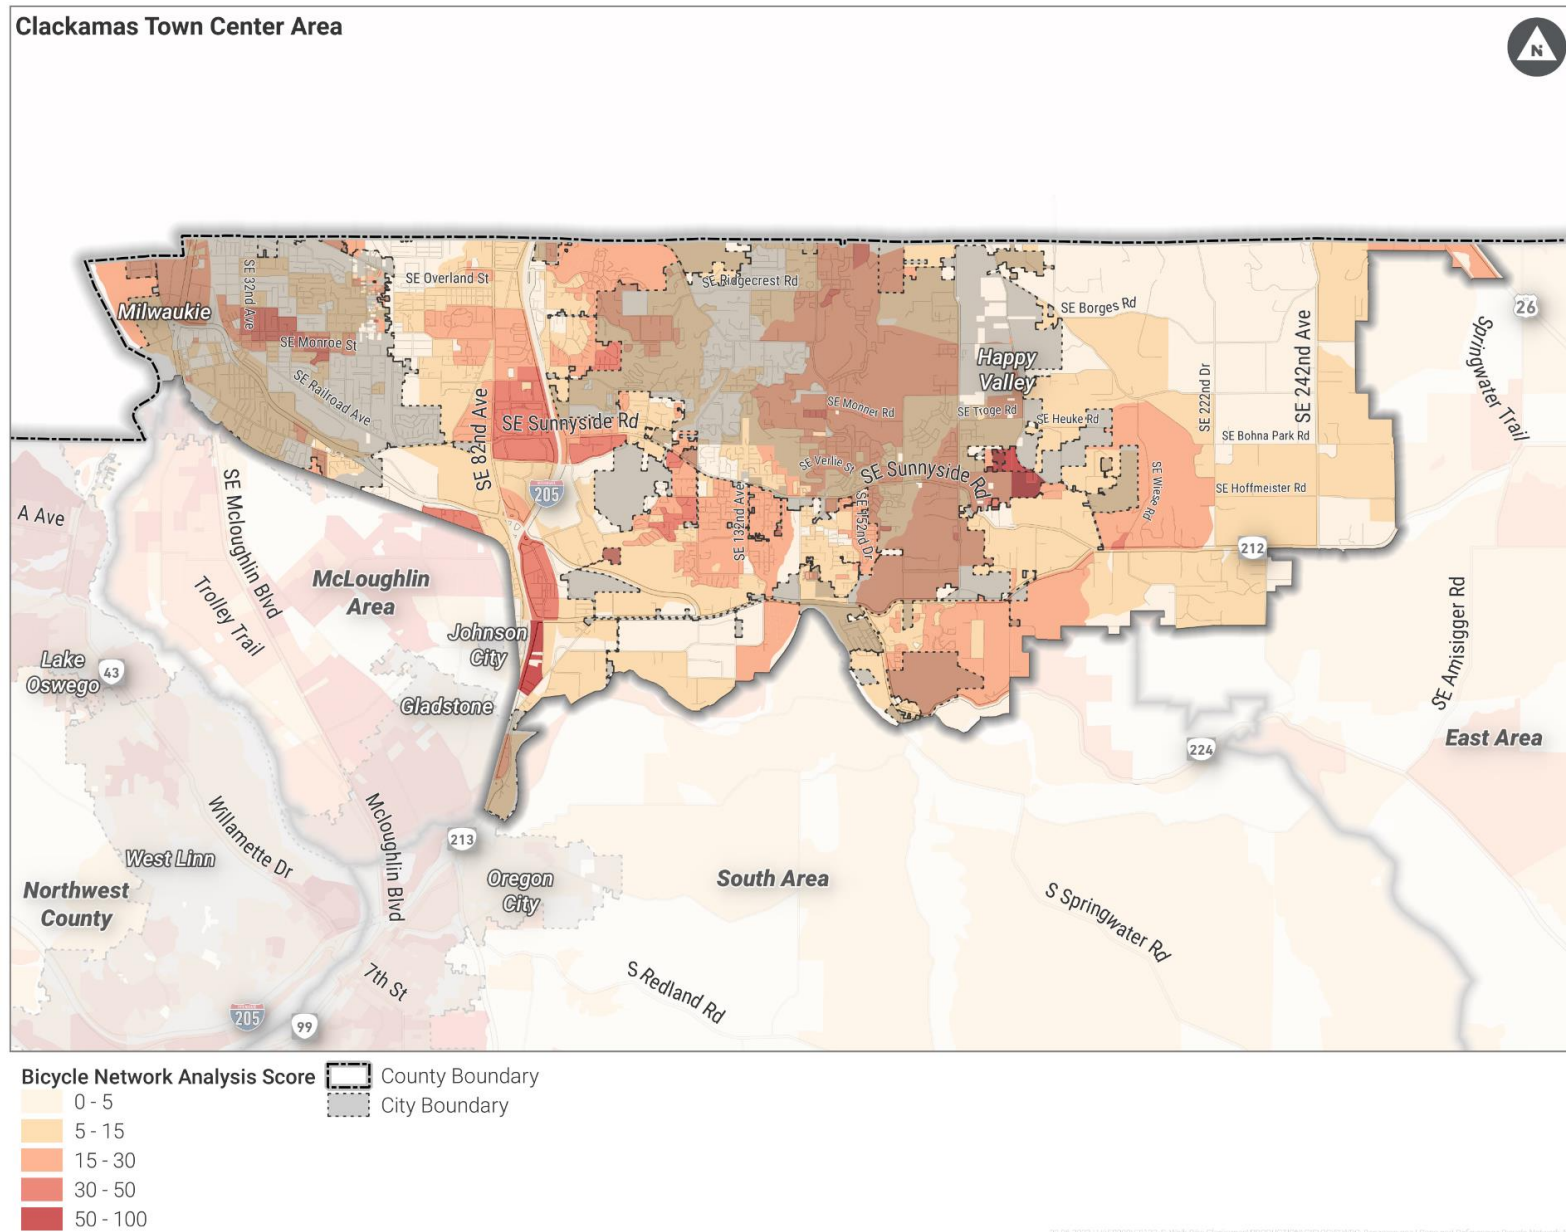 Clackamas Town Center Area
N
SE Overland St
SE Ridgecrest Rd
SE 32nd Ave
Milwaukie
SE Monroe St
SE Railroad Ave
SE Borges Rd
26
Happy
Valley
SE 222nd Dr
SE 242nd Ave
Springwater Trail
SE 82nd Ave
SE Sunnyside Rd
SE Monner Rd
SE Troge Rd
SE Heuke Rd
SE Bohna Park Rd
SE Verlie St
SE Sunnyside Rd
SE Wiese Rd
SE Hoffmeister Rd
205
SE 132nd Ave
SE 152nd Dr
212
A Ave
SE Mcloughlin Blvd
McLoughlin
Area
Trolley Trail
Johnson
City
Lake
Oswego
43
Gladstone
SE Amisigger Rd
East Area
224
Willamette Dr
Mcloughlin Blvd
213
West Linn
Northwest
County
Oregon
City
South Area
S Springwater Rd
7th St
S Redland Rd
205
99
Bicycle Network Analysis Score
0 - 5
5 - 15
15 - 30
30 - 50
50 - 100
County Boundary
City Boundary